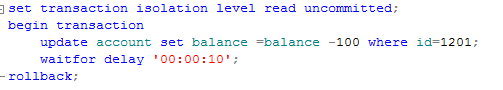 set transaction isolation level read uncommitted;
begin transaction
update account set balance =balance -100 where id=1201;
waitfor delay '00:00:10';
rollback;